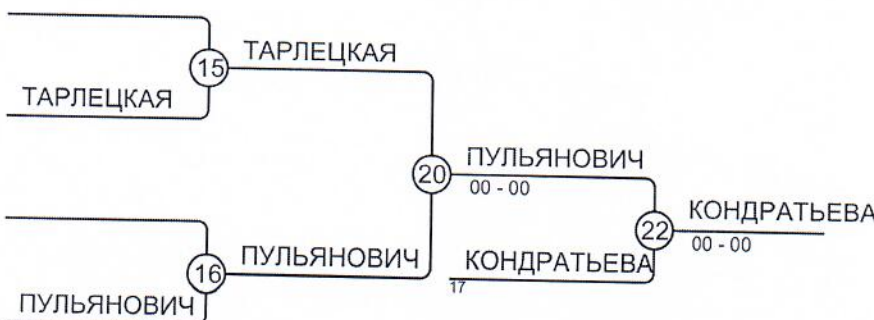 15
ТАРЛЕЦКАЯ
ТАРЛЕЦКАЯ
20
ПУЛЬЯНОВИЧ
00 - 00
22
КОНДРАТЬЕВА
00 - 00
16
ПУЛЬЯНОВИЧ
КОНДРАТЬЕВА
17
ПУЛЬЯНОВИЧ